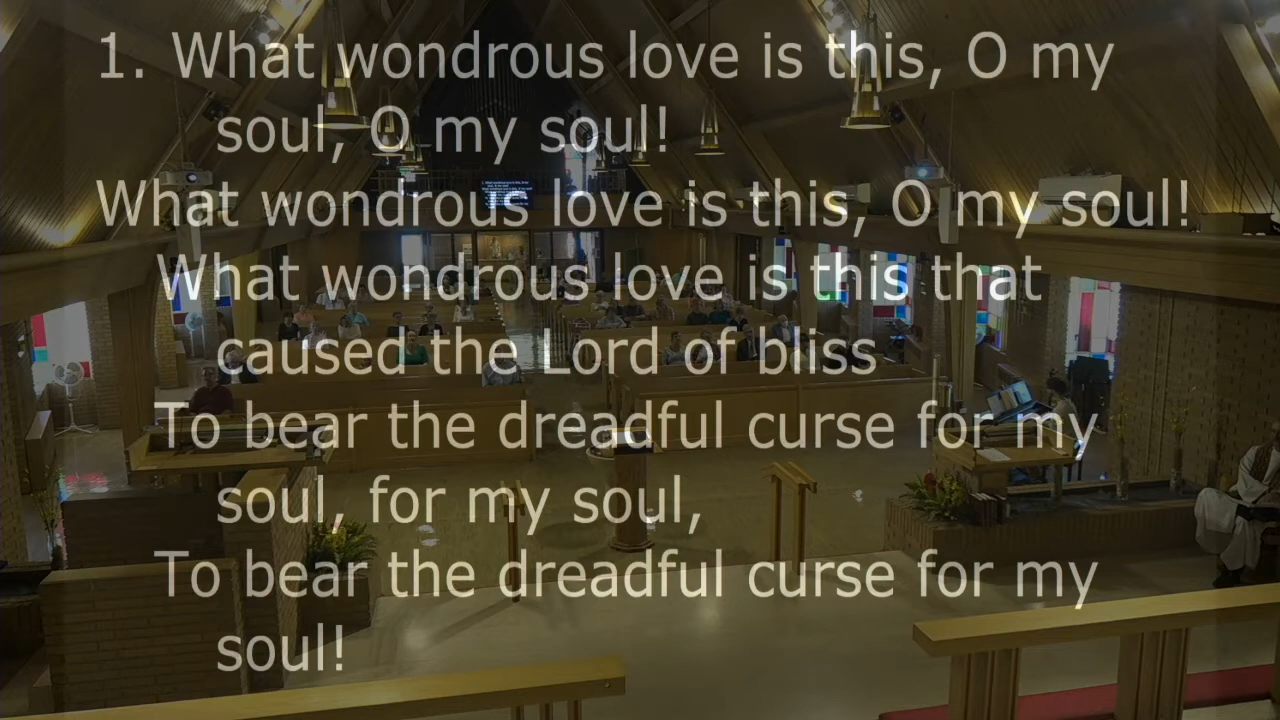 1. What wondrous love is this, O my
soul, O my soul!
What wondrous love is this, O my soul!
What wondrous love is this that
caused the Lord of bliss
To bear the dreadful curse for my
soul, for my soul,
To bear the dreadful curse for my
soul!